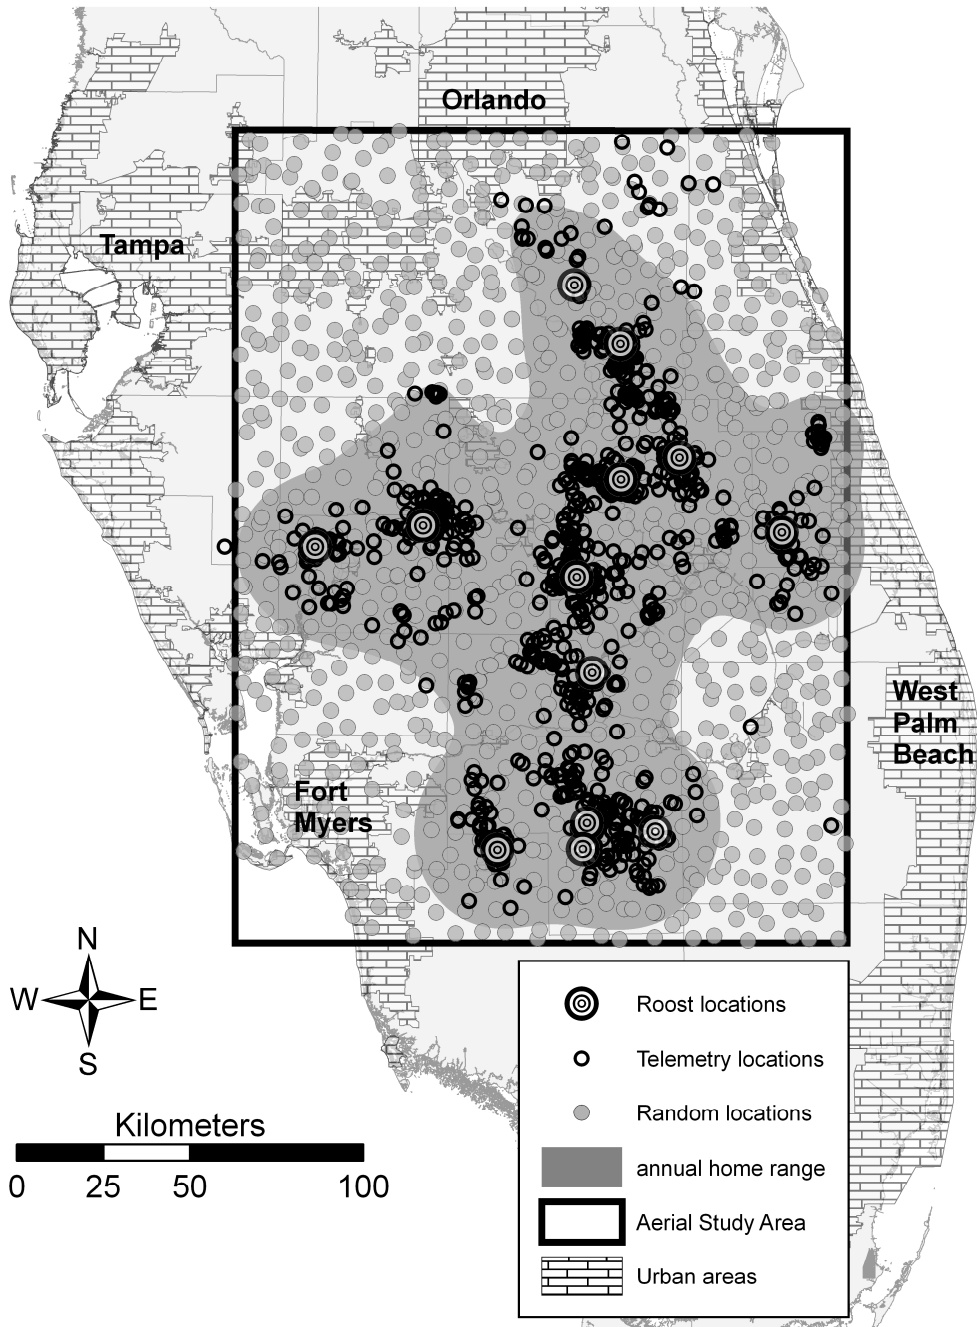 Orlando
Tampa
West
Palm
Beach
Fort
Myers
N
W E
S
Kilometers
0 25 50 100
Roost locations
Telemetry locations
Random locations
annual home range
Aerial Study Area
Urban areas